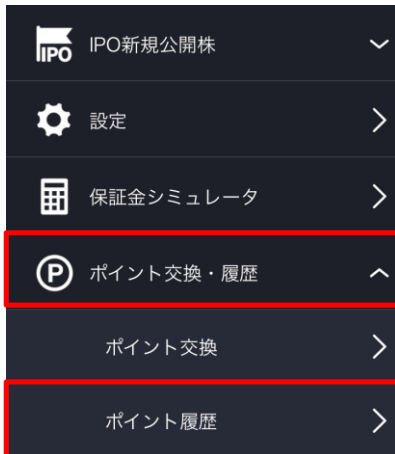 IPO IPO新規公開株
設定
保証金シミュレータ
P ポイント交換・履歴
ポイント交換
ポイント履歴